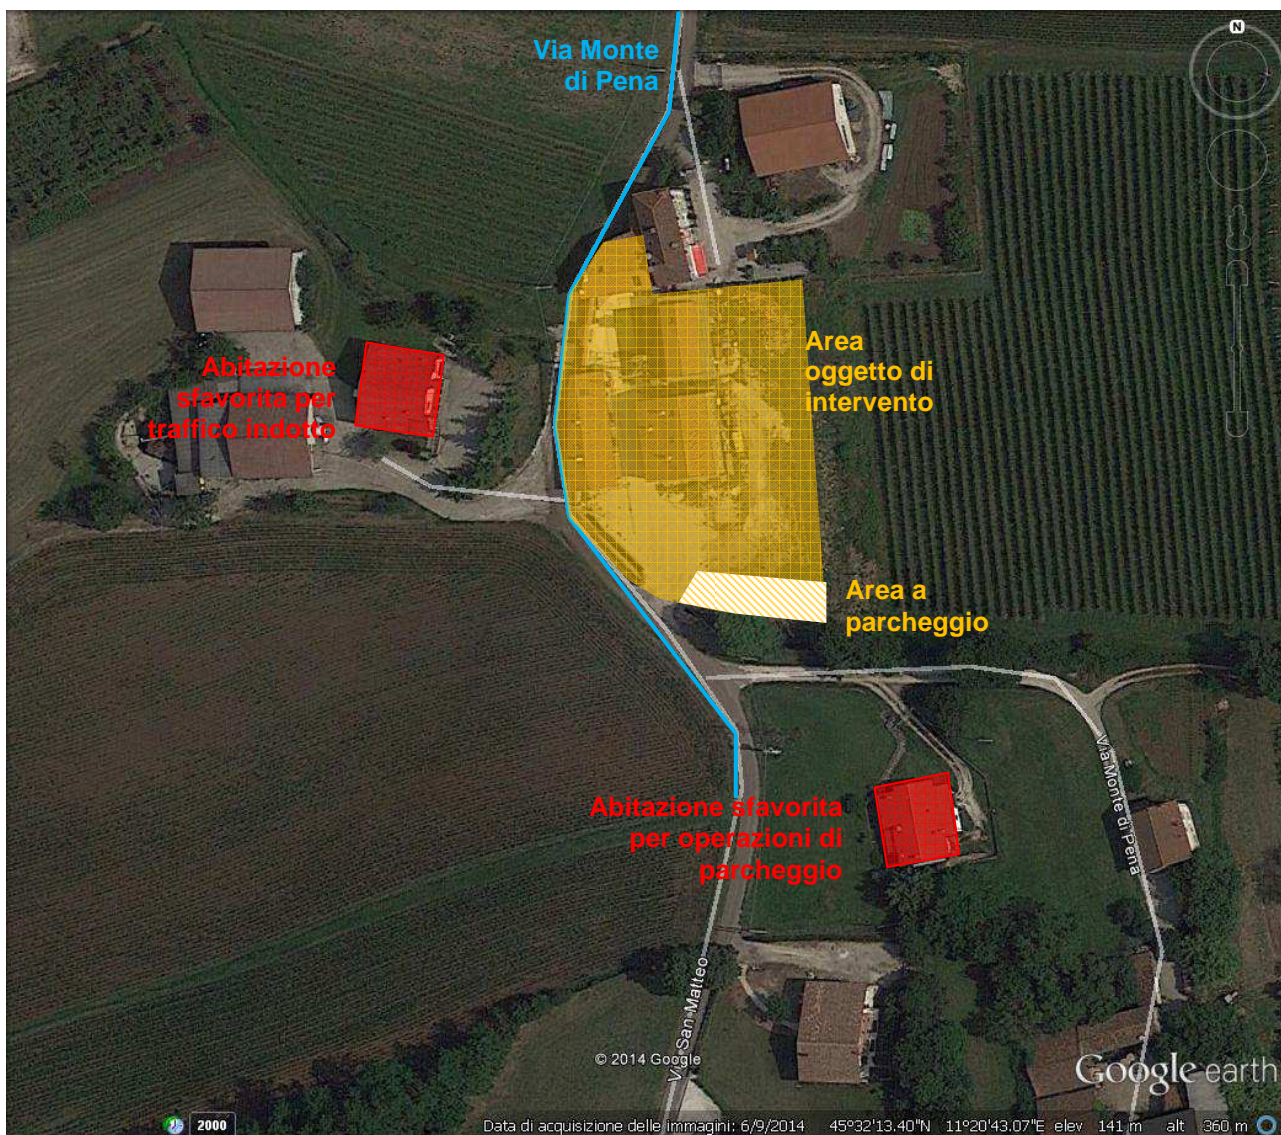 N
Via Monte
di Pena
Area
oggetto di
intervento
Abitazione
sfavorita per
traffico indotto
Area a
parcheggio
Via Monte di Pena
Abitazione sfavorita
per operazioni di
parcheggio
Via San Matteo
© 2014 Google
Google earth
2000
Data di acquisizione delle immagini: 6/9/2014 45°32'13.40"N 11°20'43.07"E elev 141 m alt 360 m